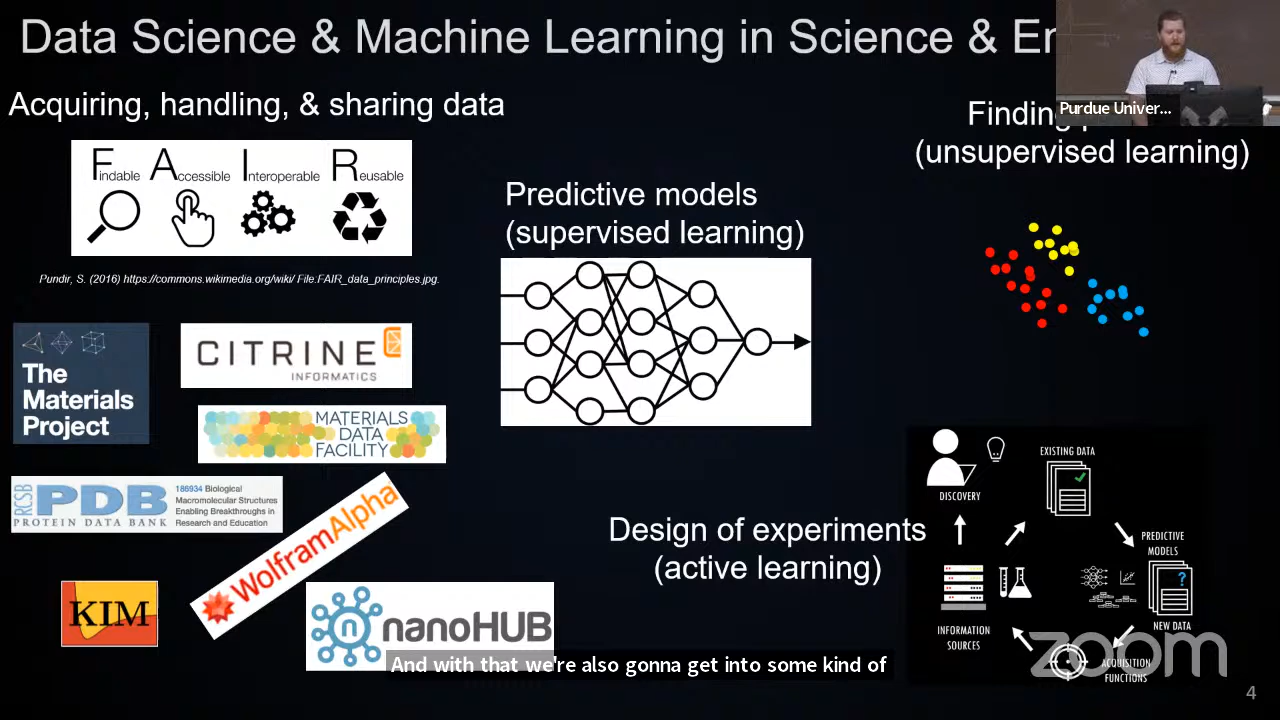 Data Science & Machine Learning in Science &
Purdue Univer...
Acquiring, handling, & sharing data
Findable Accessible Interoperable Reusable
Pundir, S. (2016) https://commons.wikimedia.org/wiki/ File:FAIR_data_principles.jpg.
The
Materials
Project
CITRINE
INFORMATICS
MATERIALS
DATA
FACILITY
RCSB
PDB
PROTEIN DATA BANK
185934 Biological
Macromolecular Structures
Enabling Breakthroughs in
Research and Education
WolframAlpha
KIM
nanoHUB
n
Predictive models
(supervised learning)
Finding
(unsupervised learning)
Design of experiments
(active learning)
DISCOVERY
EXISTING DATA
PREDICTIVE
MODELS
?
NEW DATA
INFORMATION
SOURCES
ACQUISITION
FUNCTIONS
zoom
And with that we're also gonna get into some kind of
4